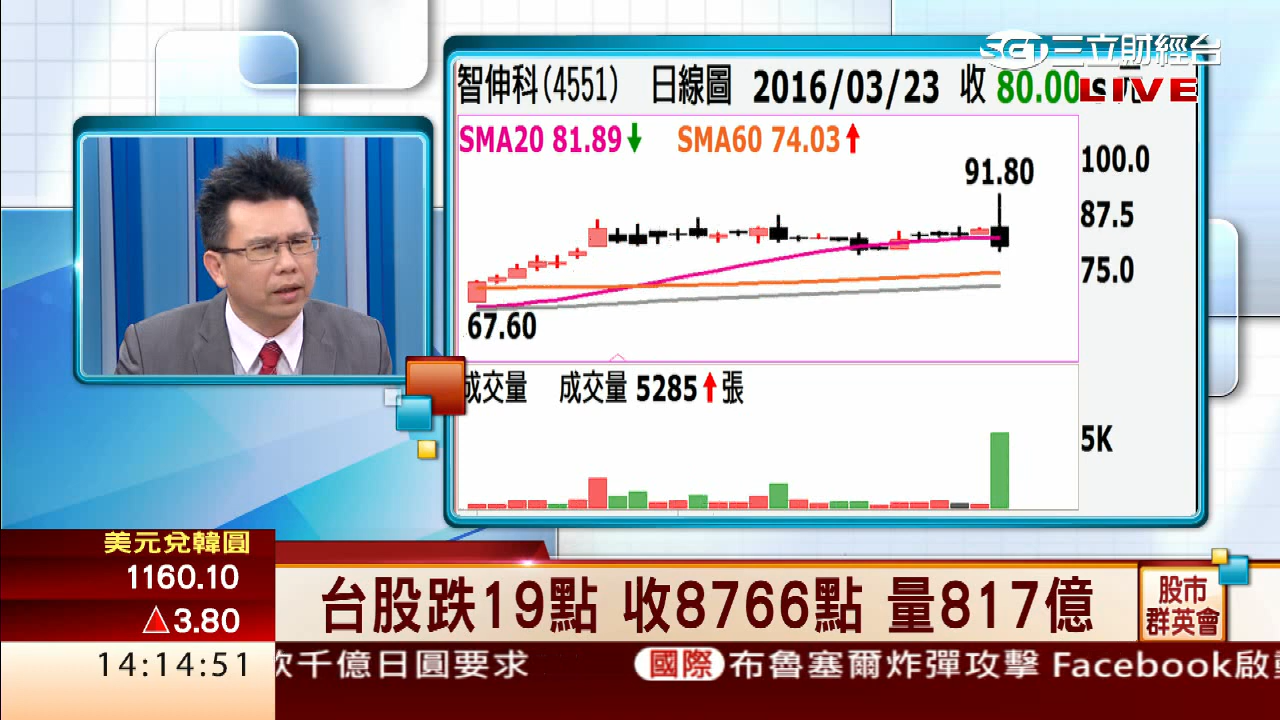 SET 三立財經台
LIVE
智伸科(4551) 日線圖 2016/03/23 收 80.00 s 元
SMA20 81.89↓ SMA60 74.03↑
91.80
100.0
87.5
75.0
67.60
成交量 成交量 5285↑張
5K
美元兌韓圓
1160.10
△3.80
14:14:51
台股跌19點 收8766點 量817億
股市
群英會
欸千億日圓要求 國際 布魯塞爾炸彈攻擊 Facebook啟動